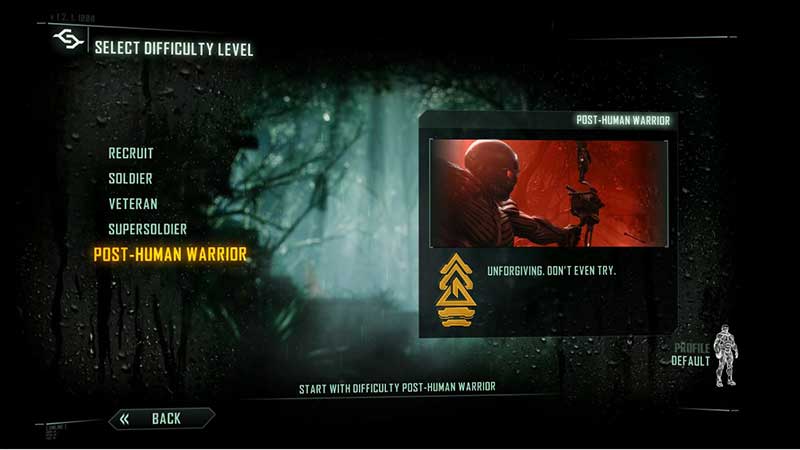 SELECT DIFFICULTY LEVEL
POST-HUMAN WARRIOR
RECRUIT
SOLDIER
VETERAN
SUPERSOLDIER
POST-HUMAN WARRIOR
UNFORGIVING. DON'T EVEN TRY.
PROFILE
DEFAULT
START WITH DIFFICULTY POST-HUMAN WARRIOR
BACK